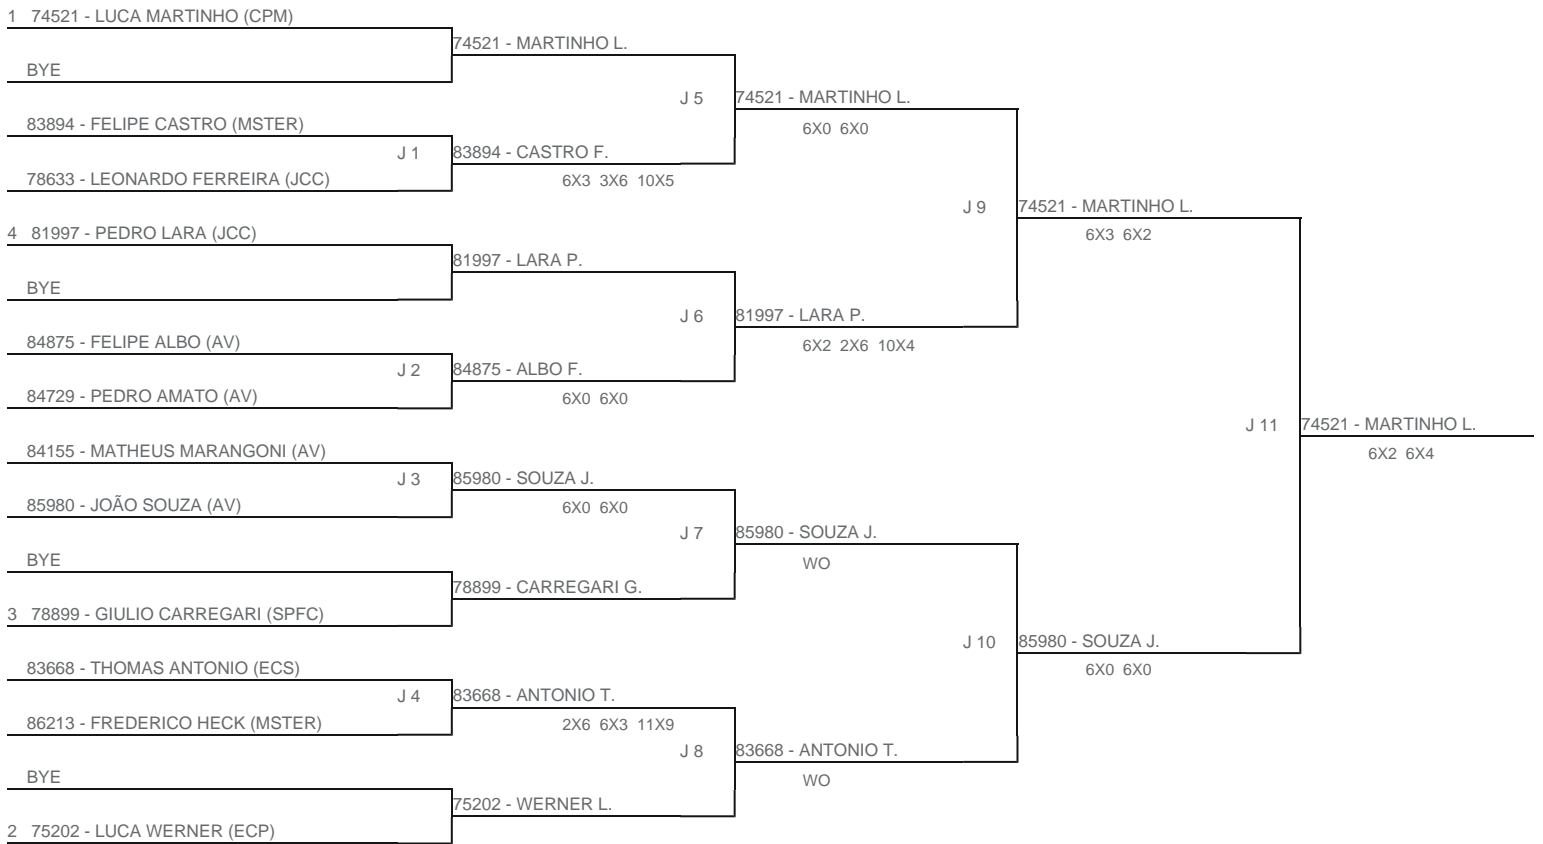 1 74521 - LUCA MARTINHO (CPM)
74521 - MARTINHO L.
BYE
J 5 74521 - MARTINHO L.
6X0 6X0
83894 - FELIPE CASTRO (MSTER)
J 1 83894 - CASTRO F.
6X3 3X6 10X5
78633 - LEONARDO FERREIRA (JCC)
J 9 74521 - MARTINHO L.
6X3 6X2
4 81997 - PEDRO LARA (JCC)
81997 - LARA P.
BYE
J 6 81997 - LARA P.
6X2 2X6 10X4
84875 - FELIPE ALBO (AV)
J 2 84875 - ALBO F.
6X0 6X0
84729 - PEDRO AMATO (AV)
J 11 74521 - MARTINHO L.
6X2 6X4
84155 - MATHEUS MARANGONI (AV)
J 3 85980 - SOUZA J.
6X0 6X0
85980 - JOÃO SOUZA (AV)
J 7 85980 - SOUZA J.
WO
BYE
78899 - CARREGARI G.
3 78899 - GIULIO CARREGARI (SPFC)
J 10 85980 - SOUZA J.
6X0 6X0
83668 - THOMAS ANTONIO (ECS)
J 4 83668 - ANTONIO T.
2X6 6X3 11X9
86213 - FREDERICO HECK (MSTER)
J 8 83668 - ANTONIO T.
WO
BYE
75202 - WERNER L.
2 75202 - LUCA WERNER (ECP)